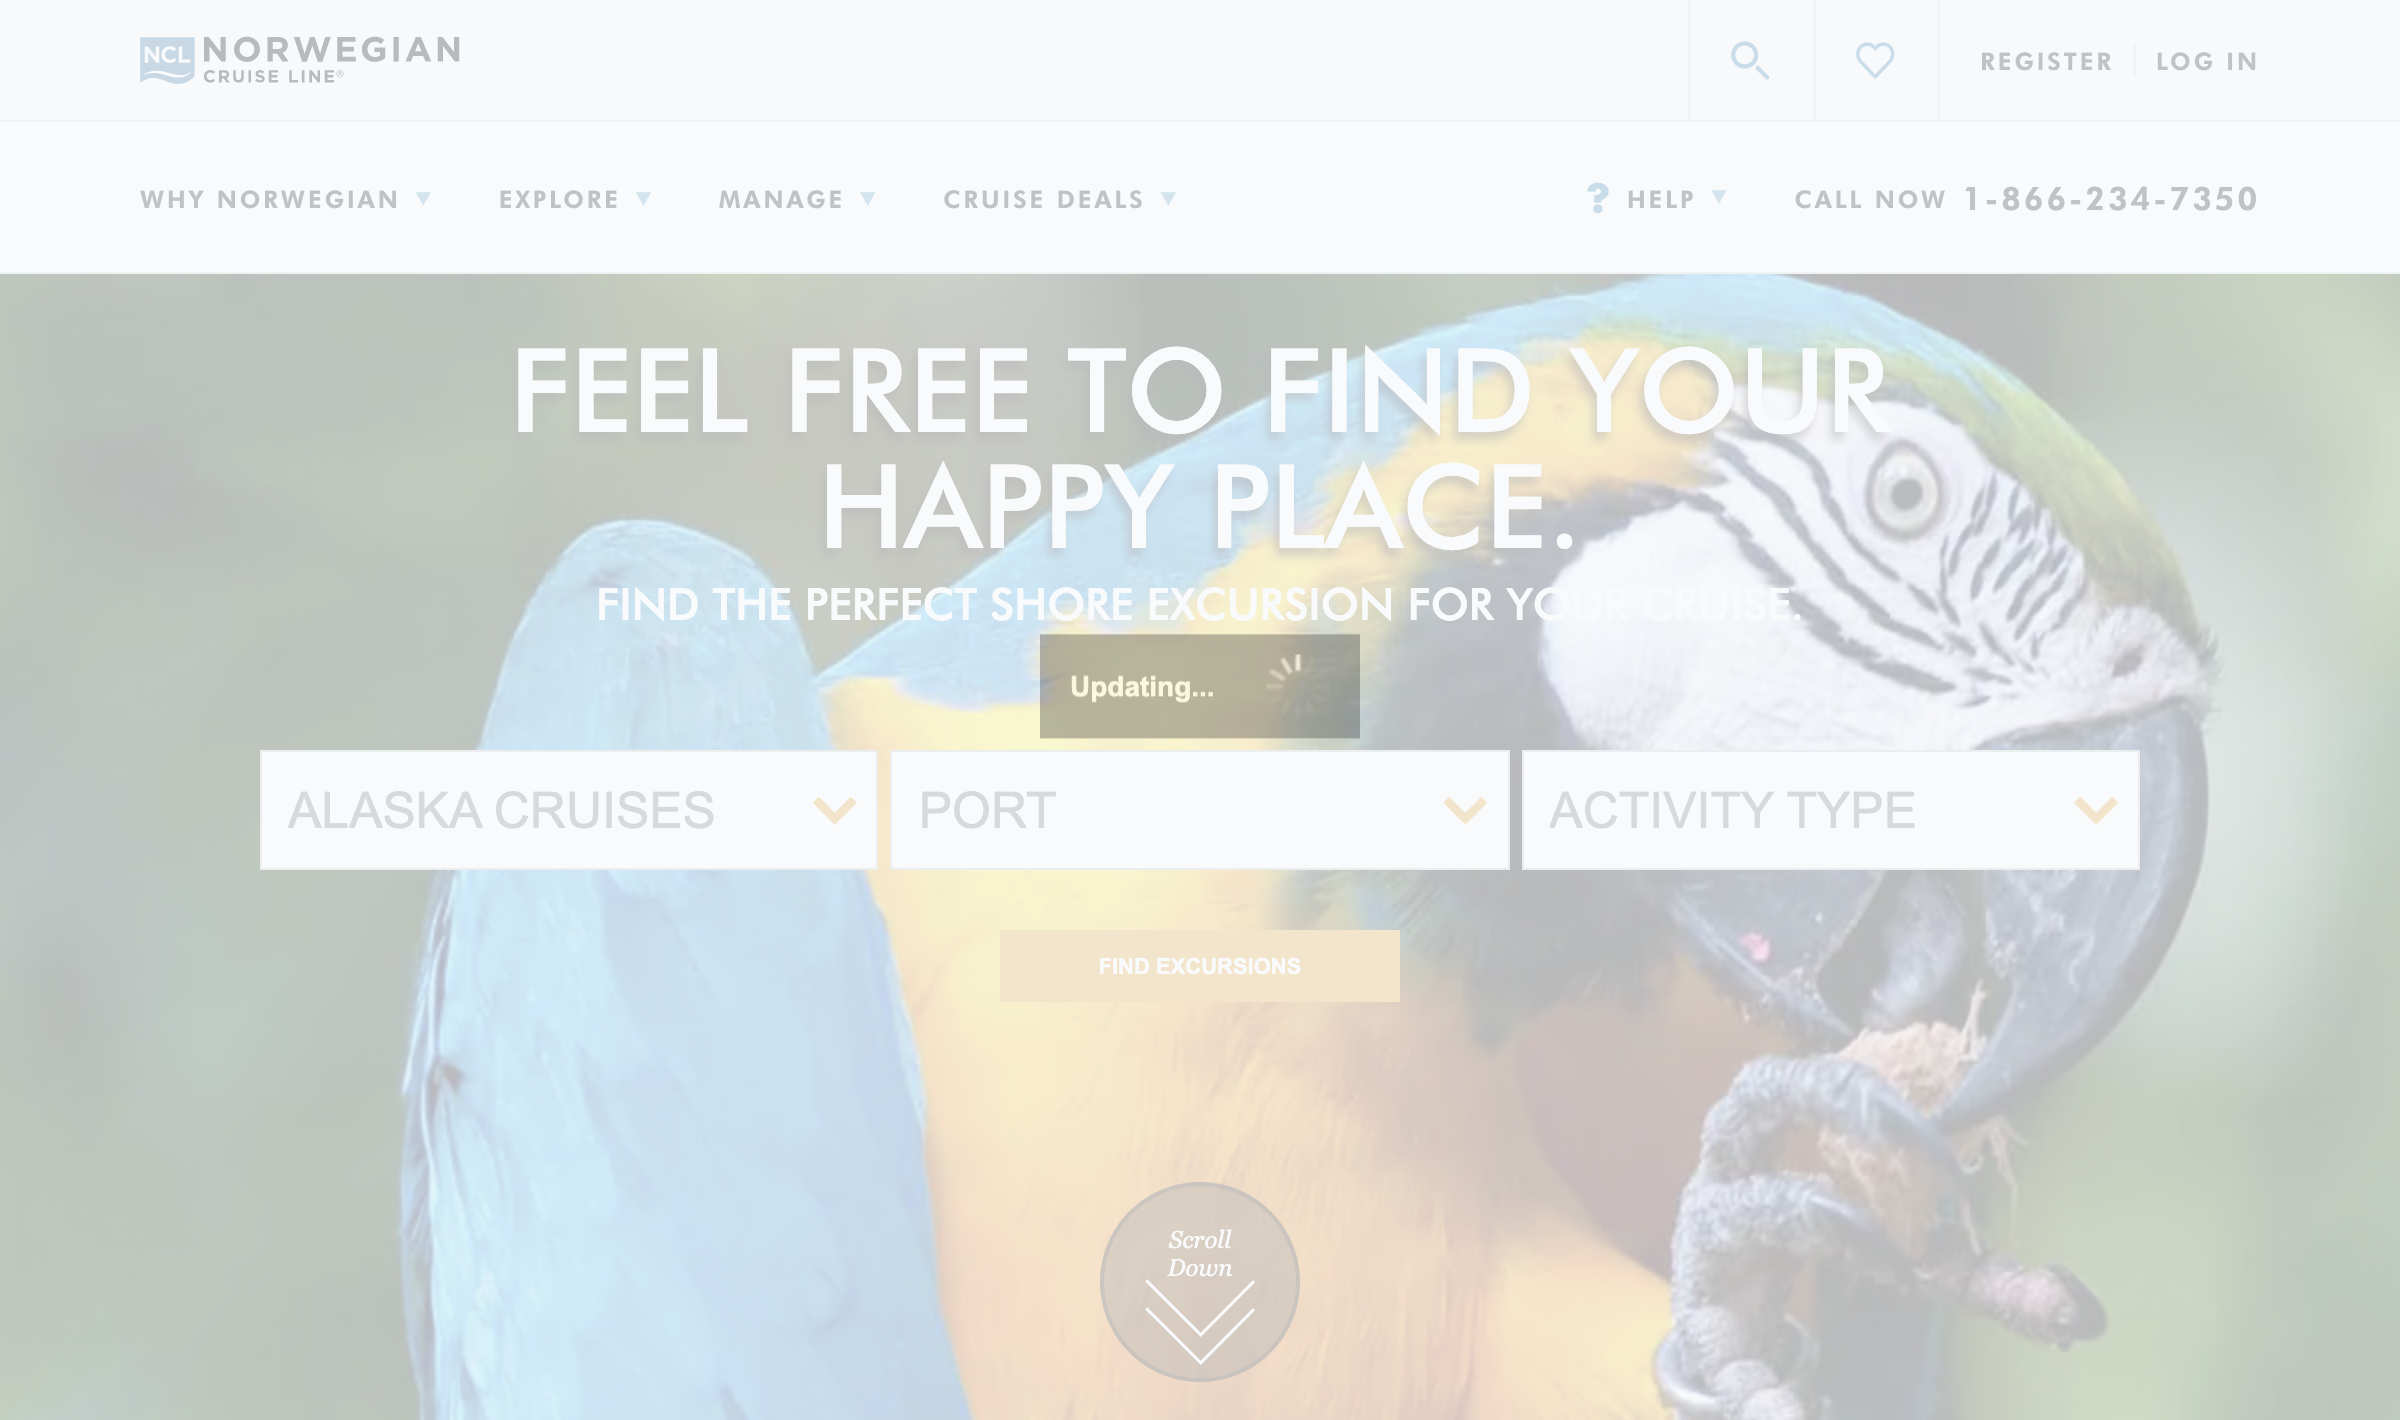 NCL NORWEGIAN
CRUISE LINE®
REGISTER
LOG IN
WHY NORWEGIAN
EXPLORE
MANAGE
CRUISE DEALS
? HELP
CALL NOW 1-866-234-7350
FEEL FREE TO FIND YOUR
HAPPY PLACE.
FIND THE PERFECT SHORE EXCURSION FOR YOUR CRUISE.
Updating...
ALASKA CRUISES
PORT
ACTIVITY TYPE
FIND EXCURSIONS
Scroll
Down